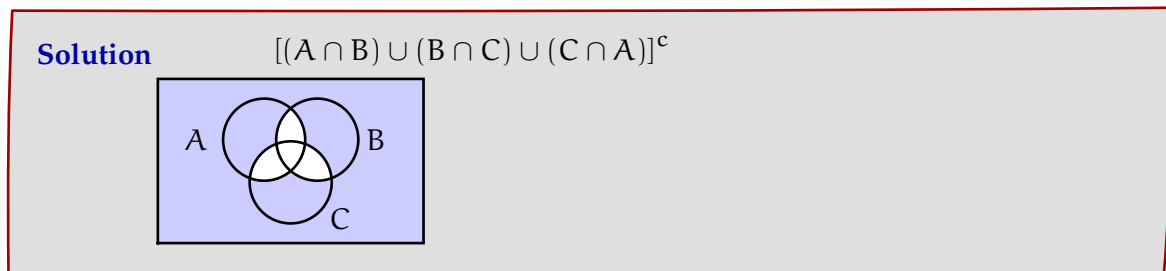 Solution [(A ∩ B) ∪ (B ∩ C) ∪ (C ∩ A)]ᶜ
A B
C